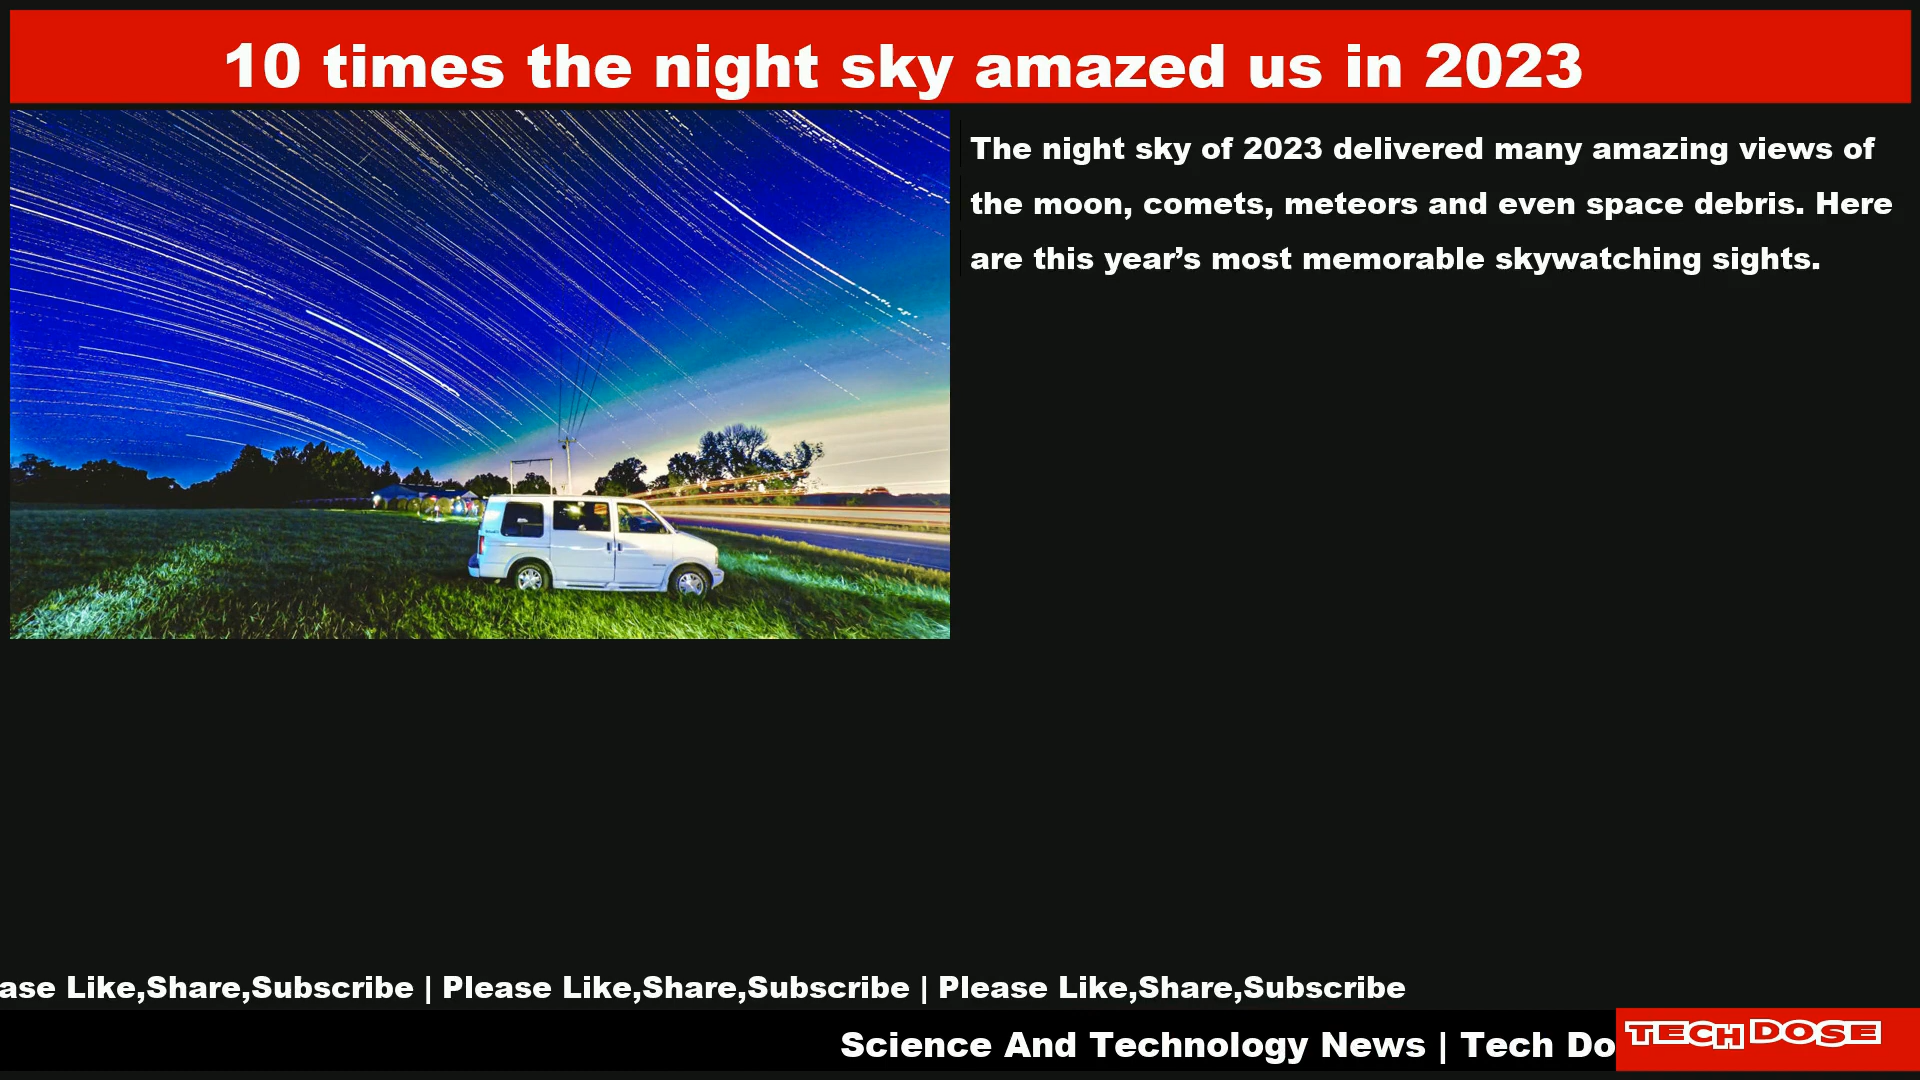 10 times the night sky amazed us in 2023
The night sky of 2023 delivered many amazing views of
the moon, comets, meteors and even space debris. Here
are this year’s most memorable skywatching sights.
ase Like,Share,Subscribe | Please Like,Share,Subscribe | Please Like,Share,Subscribe
Science And Technology News | Tech Do
TECH DOSE